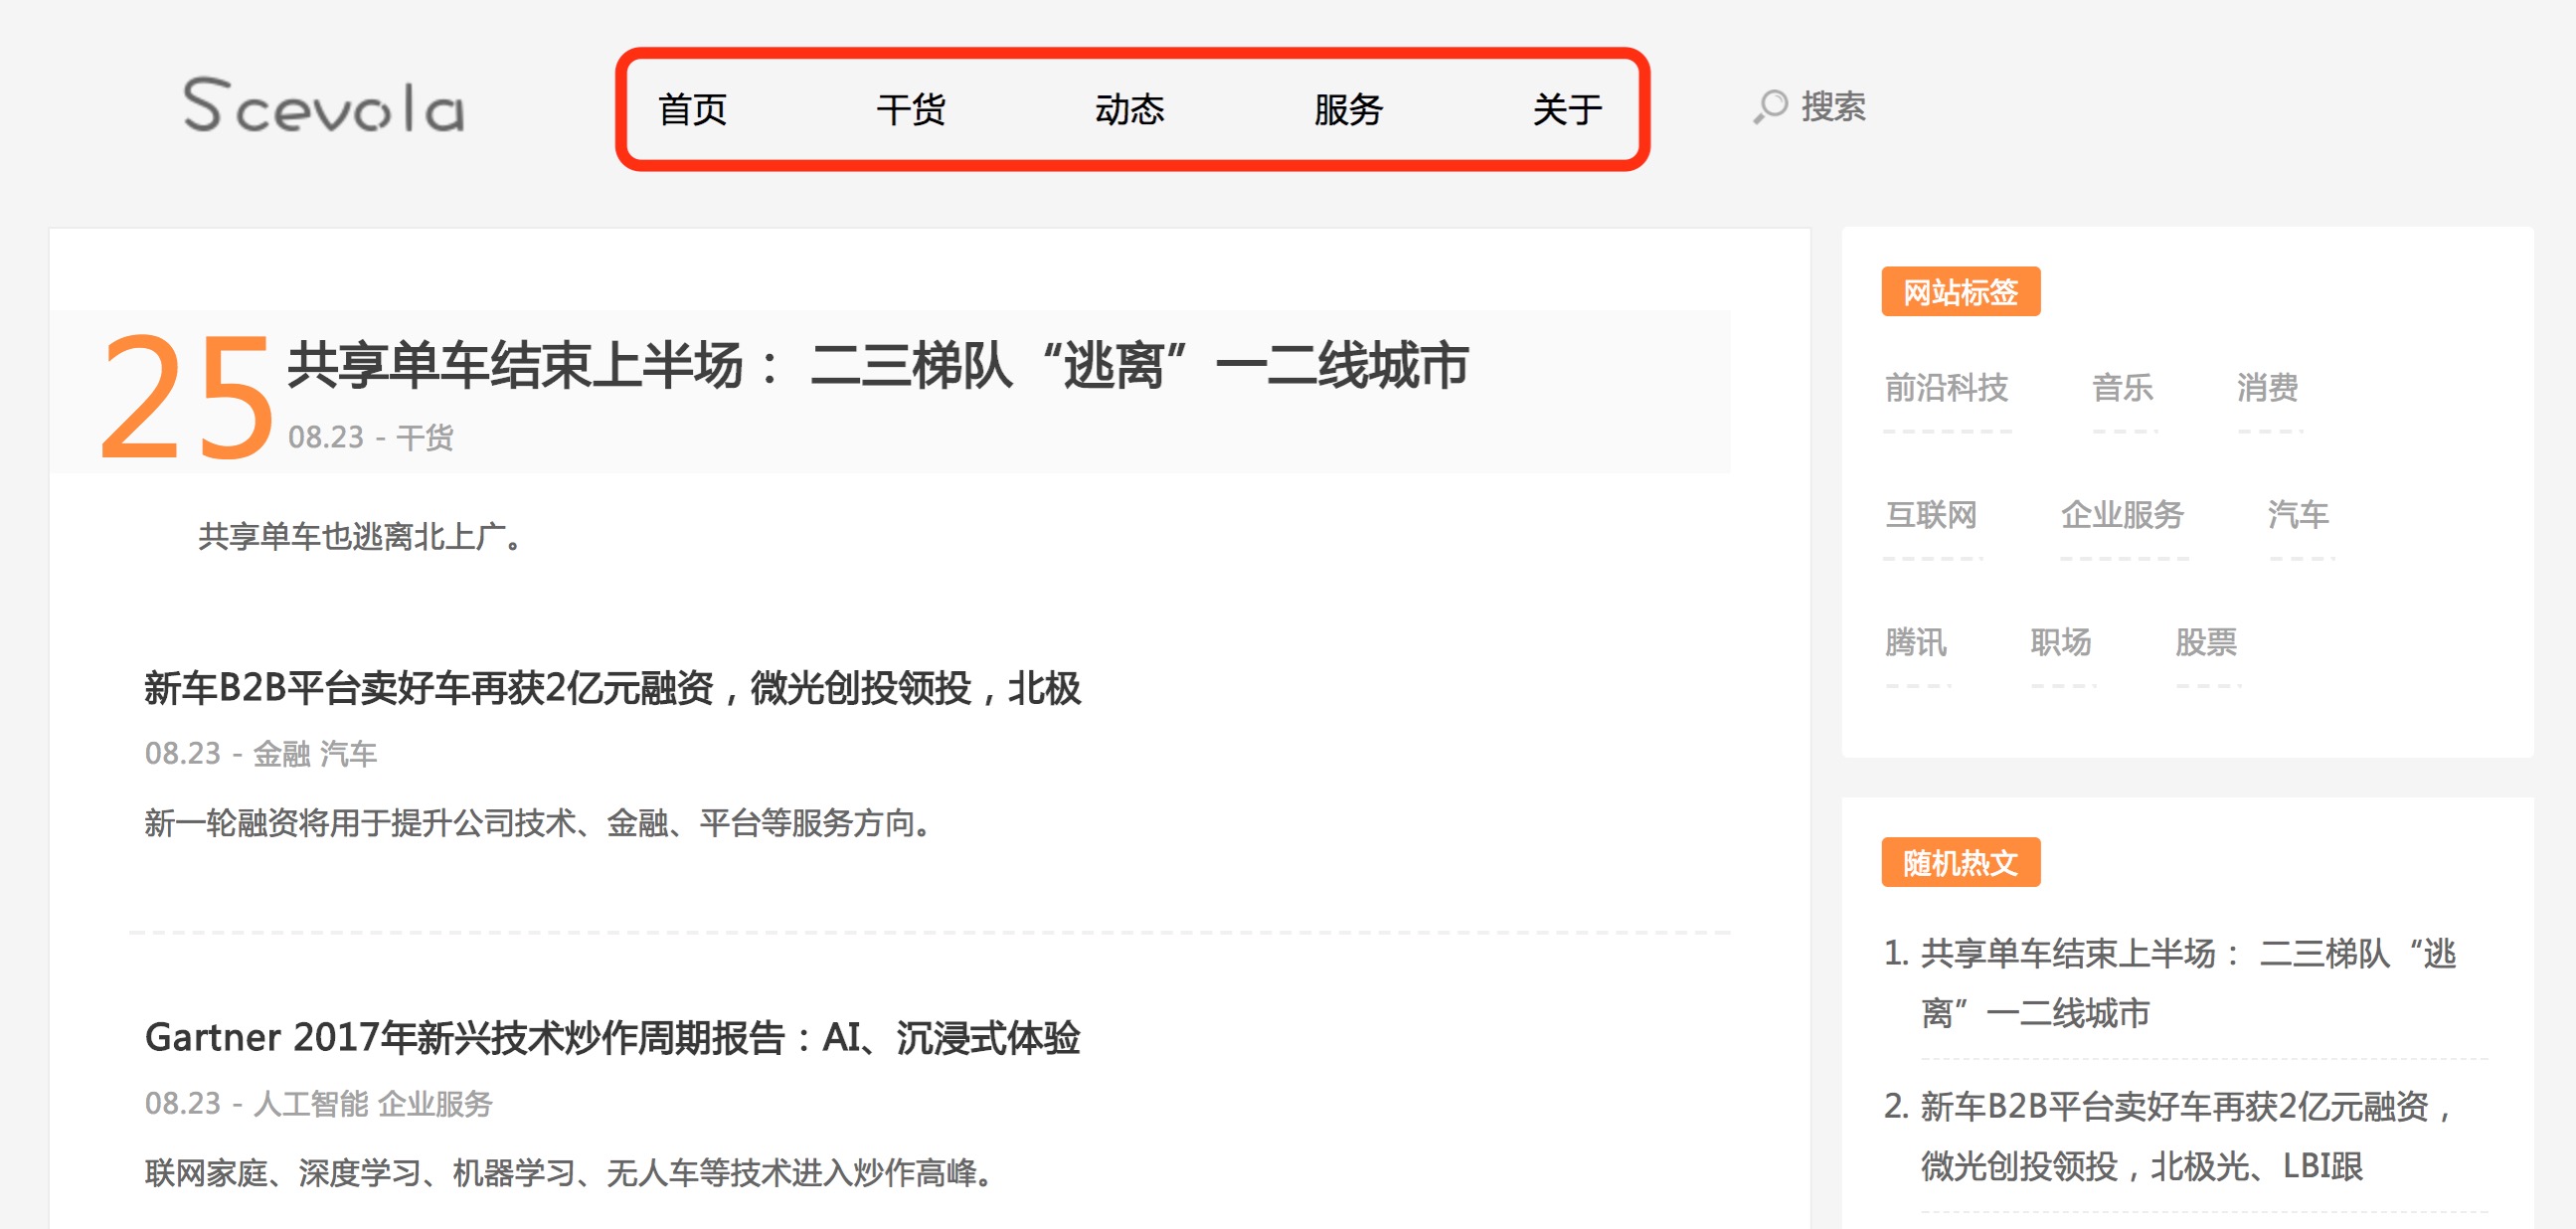 Scevola
首页 干货 动态 服务 关于 搜索
25
共享单车结束上半场： 二三梯队“逃离”一二线城市
08.23 - 干货
共享单车也逃离北上广。
新车B2B平台卖好车再获2亿元融资，微光创投领投，北极
08.23 - 金融 汽车
新一轮融资将用于提升公司技术、金融、平台等服务方向。
Gartner 2017年新兴技术炒作周期报告：AI、沉浸式体验
08.23 - 人工智能 企业服务
联网家庭、深度学习、机器学习、无人车等技术进入炒作高峰。
网站标签
前沿科技 音乐 消费
互联网 企业服务 汽车
腾讯 职场 股票
随机热文
1. 共享单车结束上半场： 二三梯队“逃
离”一二线城市
2. 新车B2B平台卖好车再获2亿元融资，
微光创投领投，北极光、LBI跟